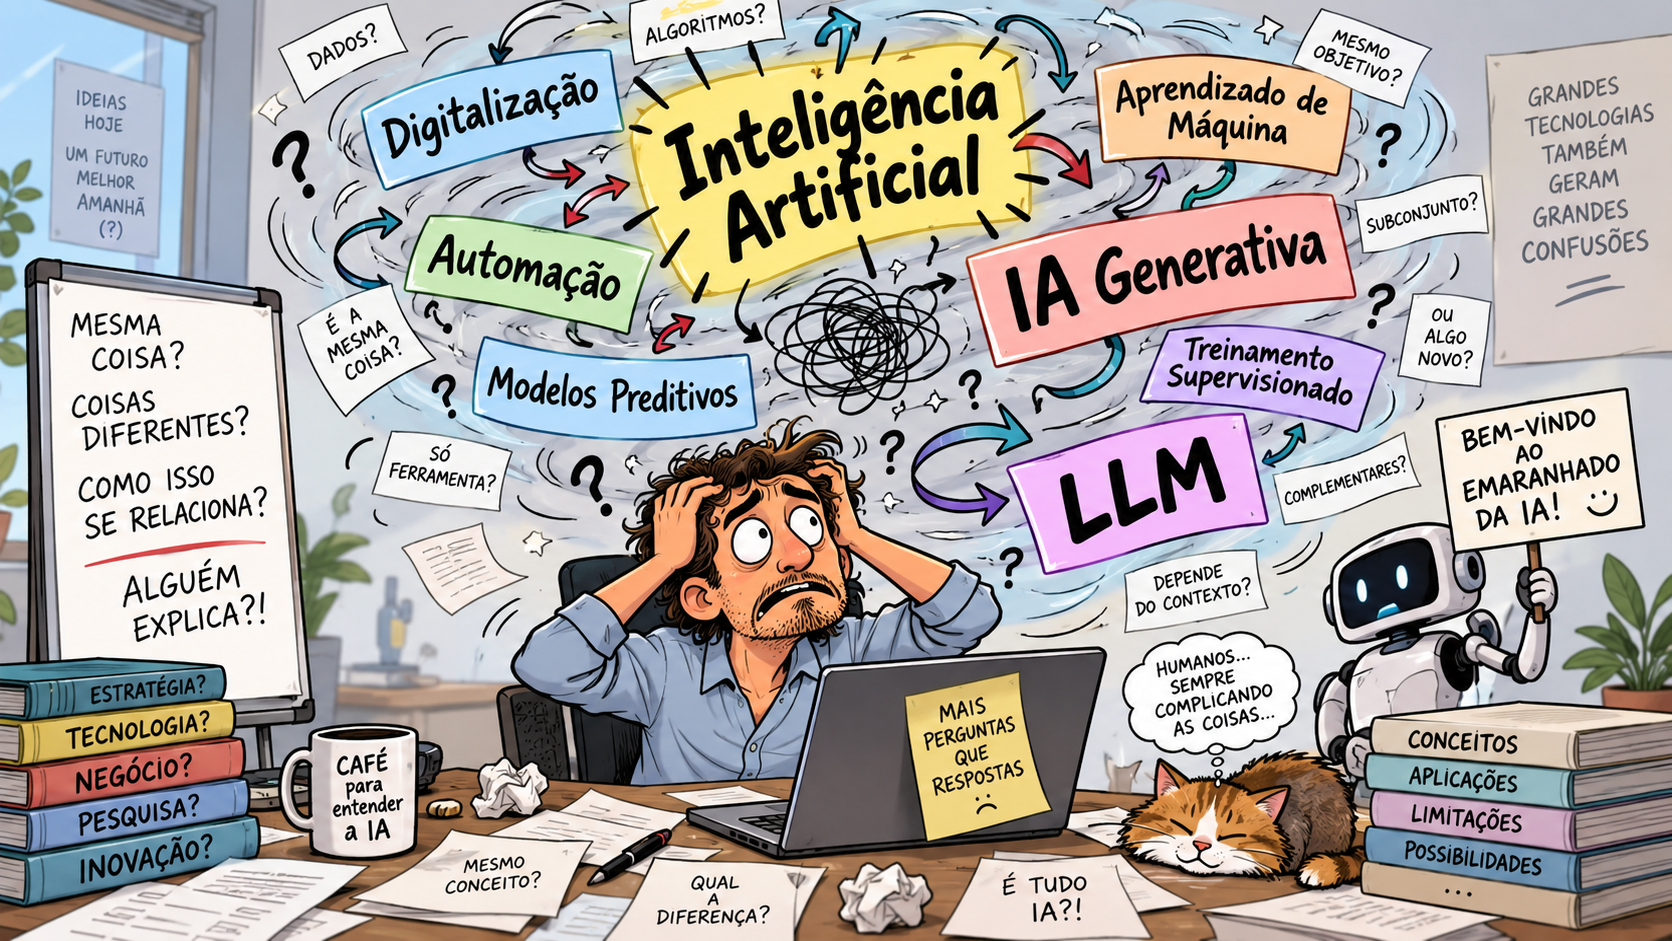 DADOS?
ALGORITMOS?
MESMO
OBJETIVO?
IDEIAS
HOJE
UM FUTURO
MELHOR
AMANHÃ
(?)
Digitalização
Inteligência
Artificial
Aprendizado de
Máquina
GRANDES
TECNOLOGIAS
TAMBÉM
GERAM
GRANDES
CONFUSÕES
Automação
IA Generativa
SUBCONJUNTO?
É A
MESMA
COISA?
OU
ALGO
NOVO?
Modelos Preditivos
Treinamento
Supervisionado
MESMA
COISA?
COISAS
DIFERENTES?
COMO ISSO
SE RELACIONA?
ALGUÉM
EXPLICA?!
SÓ
FERRAMENTA?
LLM
COMPLEMENTARES?
BEM-VINDO
AO
EMARANHADO
DA IA!
DEPENDE
DO CONTEXTO?
HUMANOS...
SEMPRE
COMPLICANDO
AS COISAS...
ESTRATÉGIA?
TECNOLOGIA?
NEGÓCIO?
PESQUISA?
INOVAÇÃO?
CAFÉ
para
entender
a IA
MAIS
PERGUNTAS
QUE
RESPOSTAS
CONCEITOS
APLICAÇÕES
LIMITAÇÕES
POSSIBILIDADES
...
MESMO
CONCEITO?
QUAL
A
DIFERENÇA?
É TUDO
IA?!